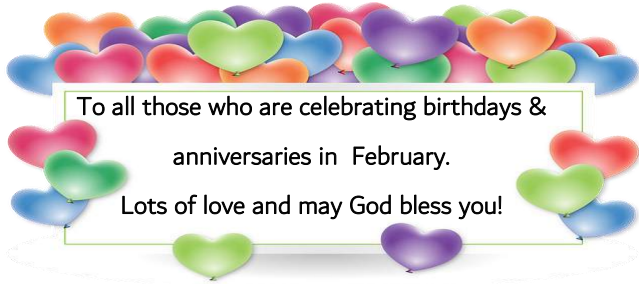 To all those who are celebrating birthdays &
anniversaries in  February.
Lots of love and may God bless you!